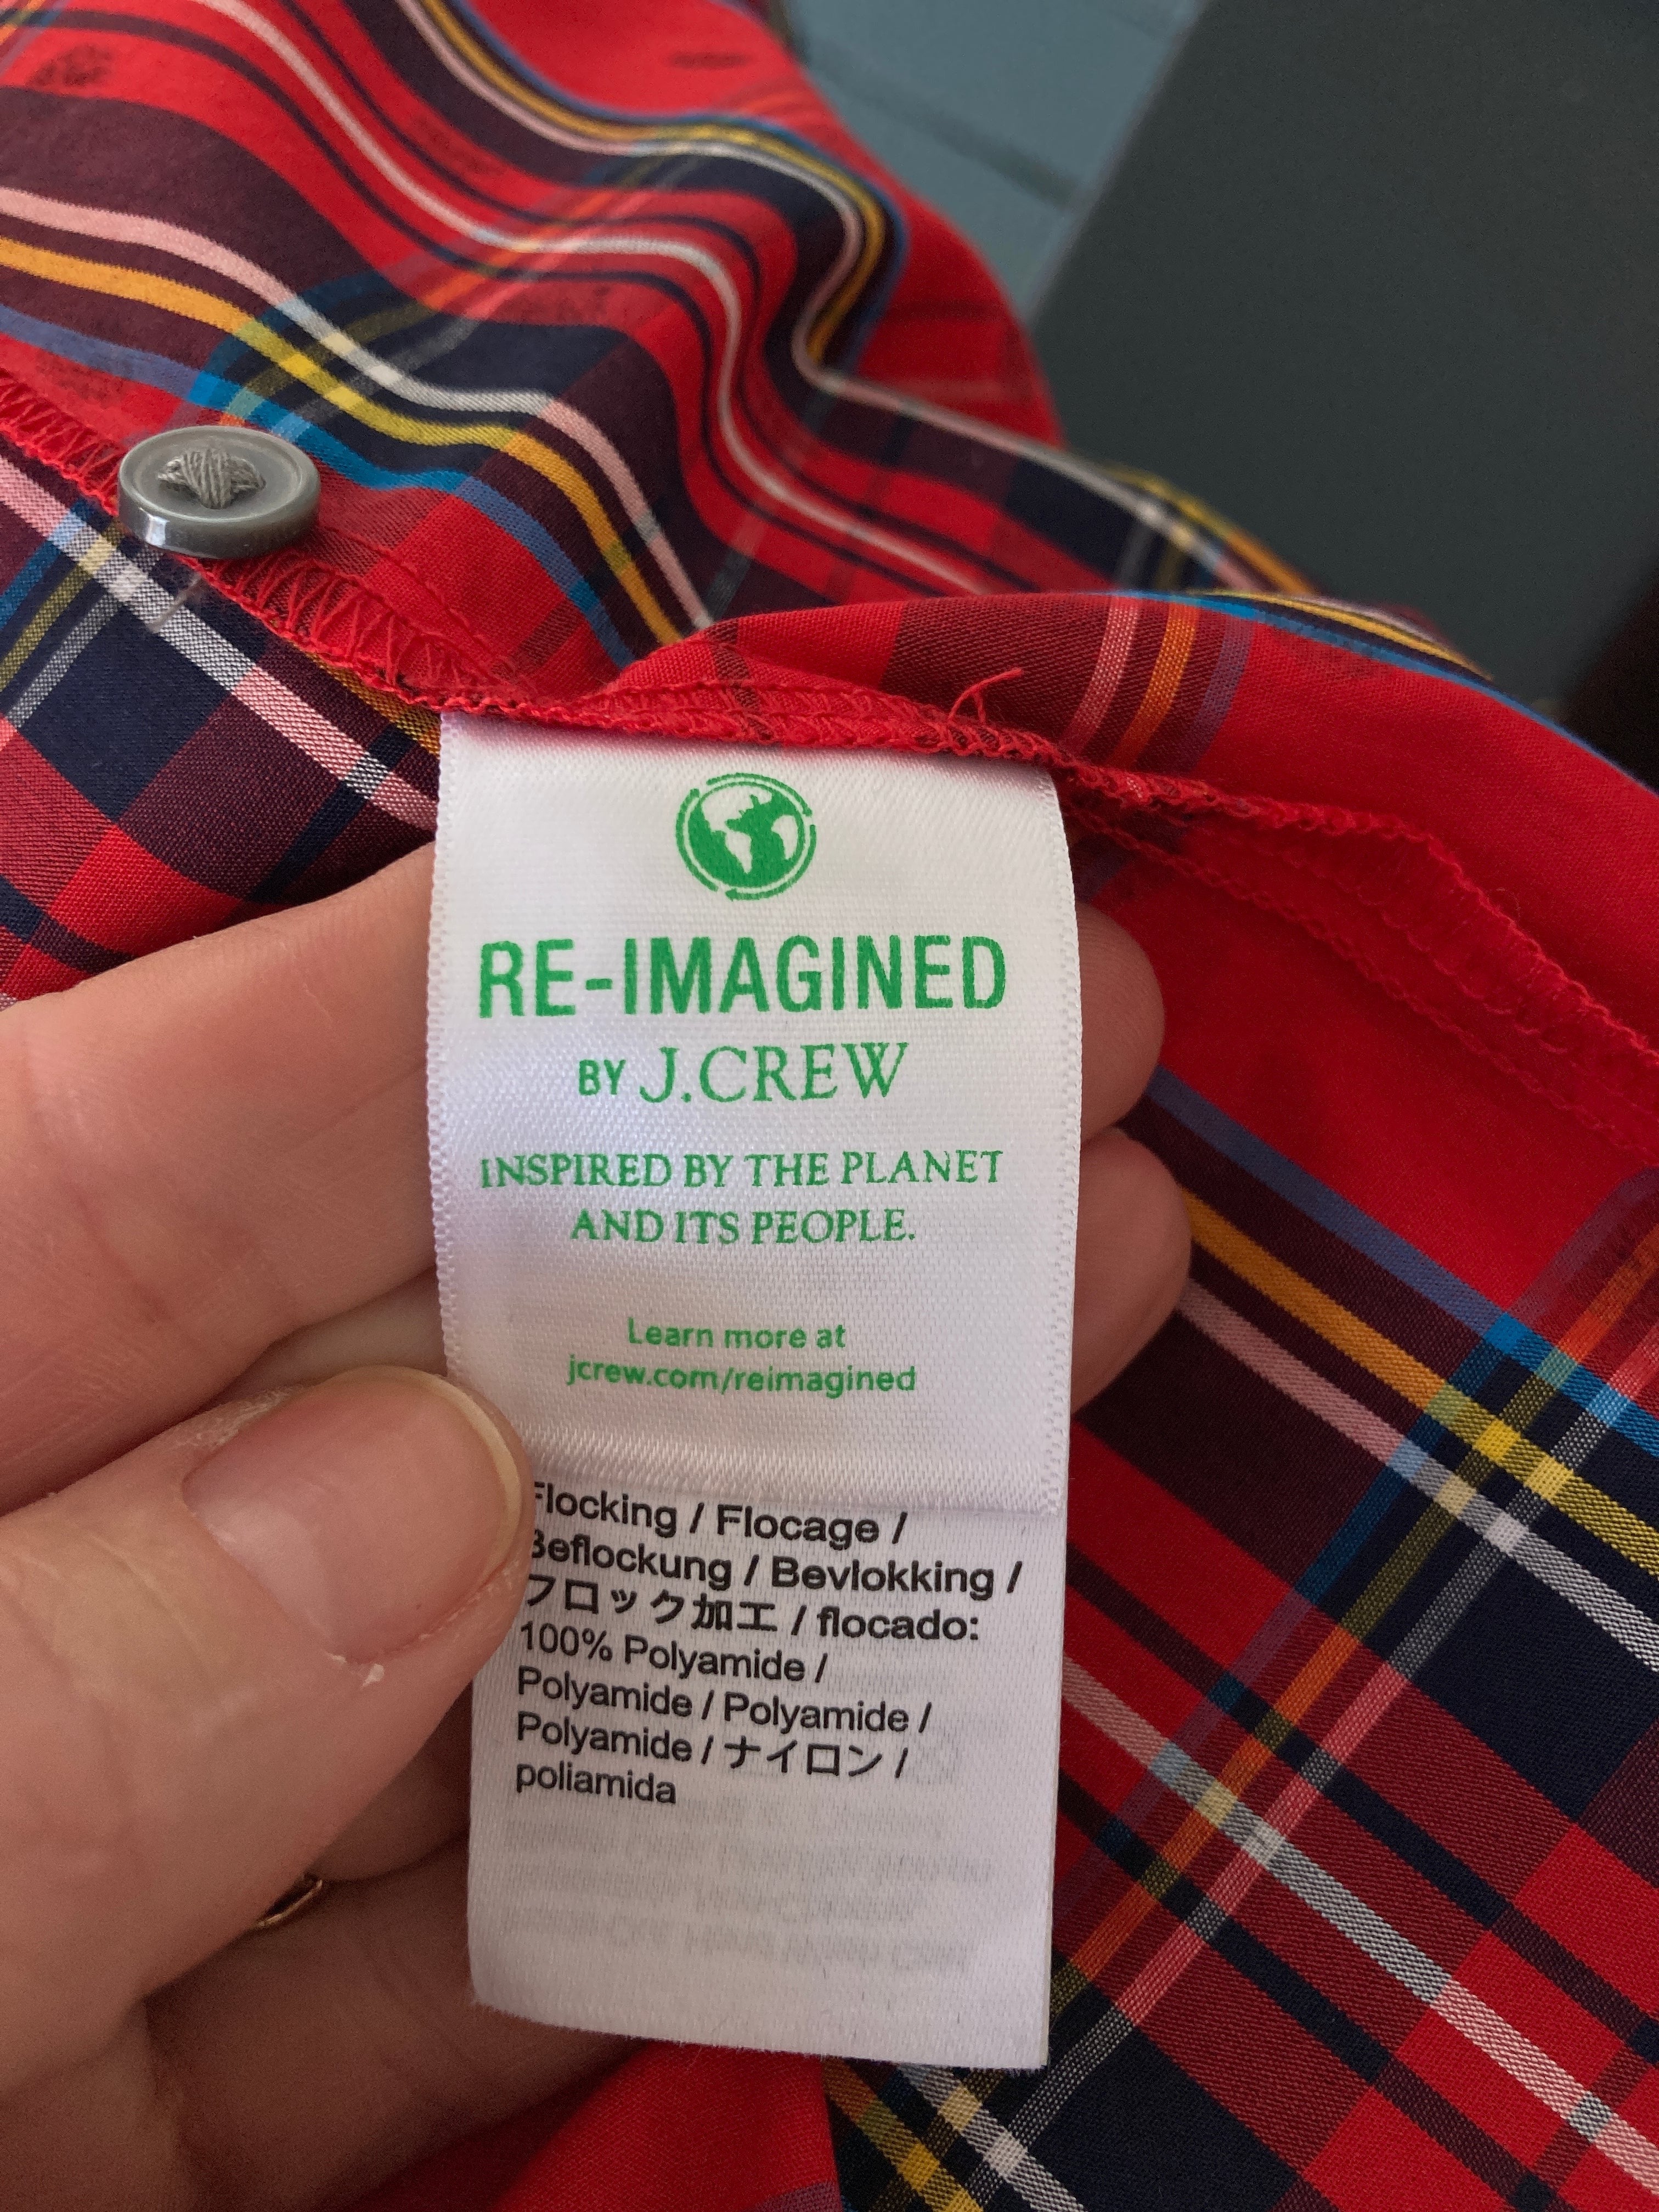 RE-IMAGINED
BY J.CREW
INSPIRED BY THE PLANET
AND ITS PEOPLE.
Learn more at
jcrew.com/reimagined
Flocking / Flocage /
Beflockung / Bevlokking /
フロック加工 / flocado:
100% Polyamide /
Polyamide / Polyamide /
Polyamide / ナイロン /
poliamida